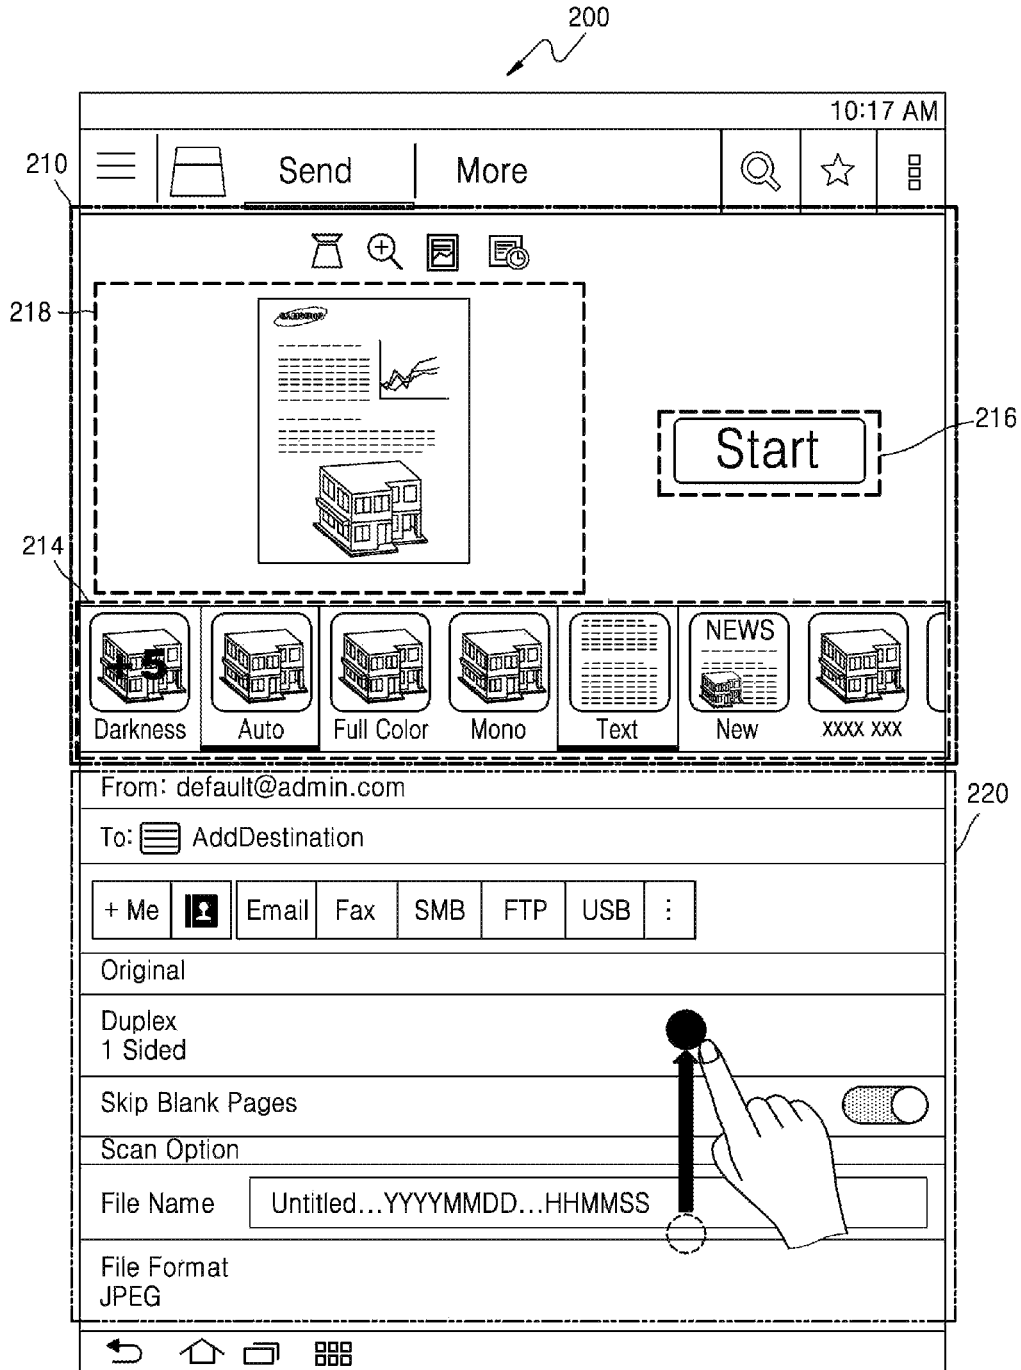 200
10:17 AM
210
Send
More
218
SAMSUNG
216
Start
214
+5
NEWS
Darkness
Auto
Full Color
Mono
Text
New
xxxx xxx
From: default@admin.com
220
To: AddDestination
+ Me
Email
Fax
SMB
FTP
USB
Original
Duplex
1 Sided
Skip Blank Pages
Scan Option
File Name
Untitled...YYYYMMDD...HHMMSS
File Format
JPEG